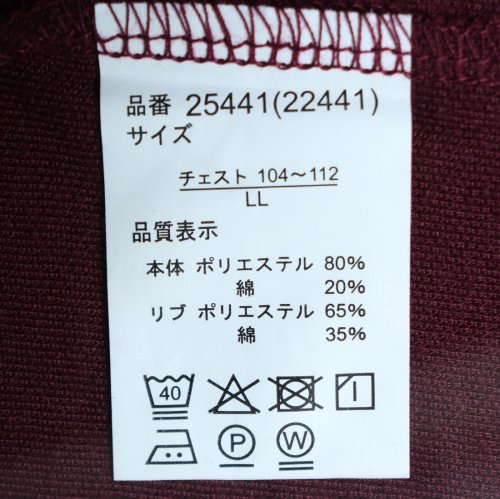 品番 25441(22441)
サイズ
チェスト 104～112
LL
品質表示
本体 ポリエステル 80%
綿 20%
リブ ポリエステル 65%
綿 35%
40
P W